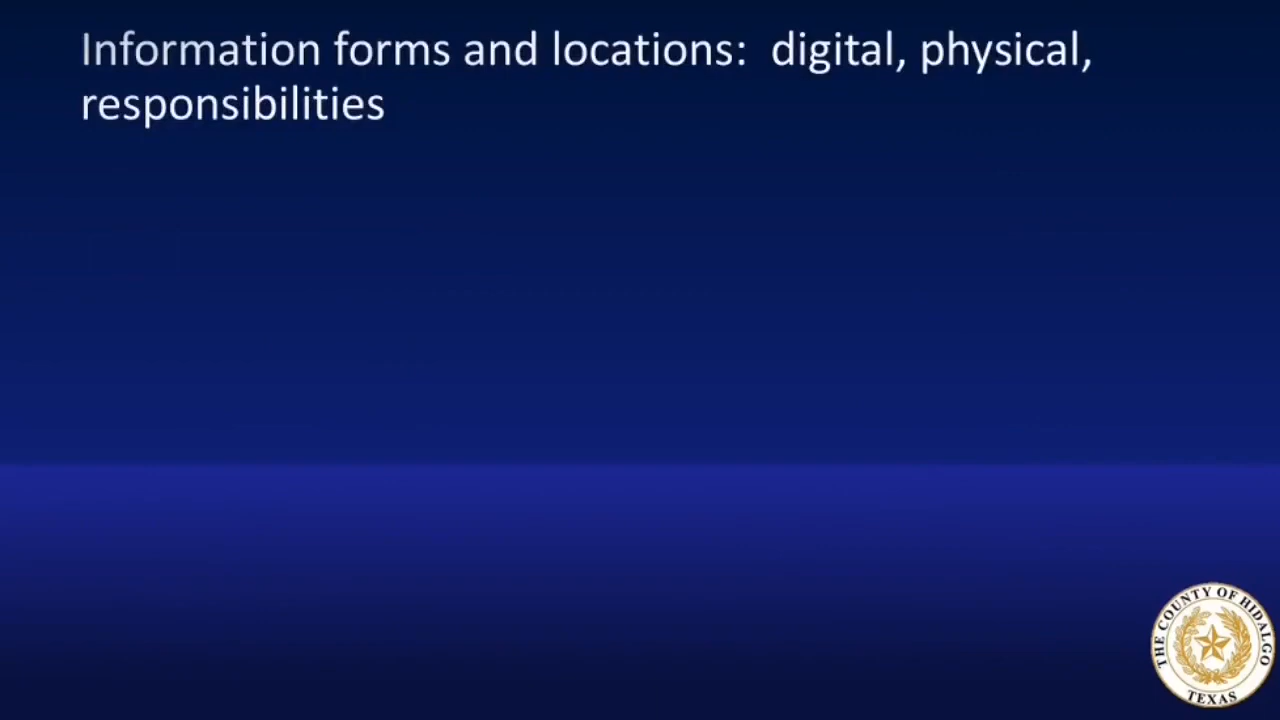 Information forms and locations:  digital, physical,
responsibilities
THE COUNTY OF HIDALGO
TEXAS